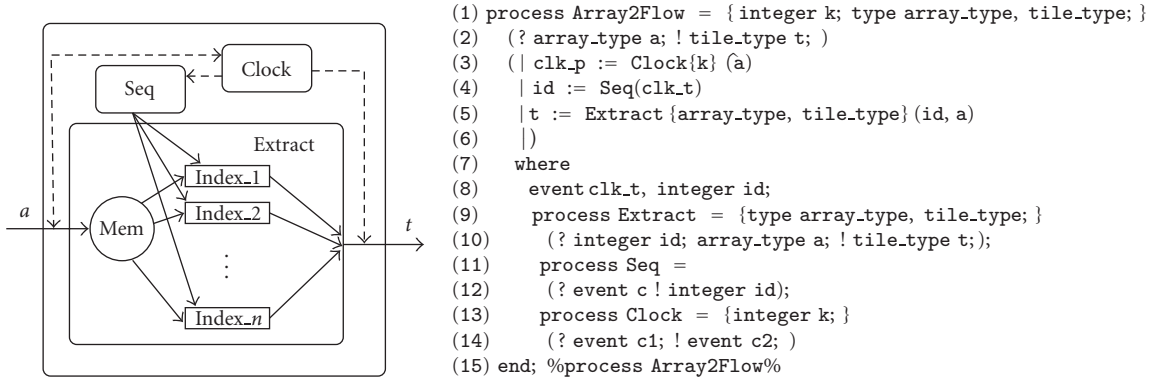 Clock
Seq
Extract
Index_1
a
Mem
Index_2
t
⋮
Index_n
(1) process Array2Flow = { integer k; type array_type, tile_type; }
(2) (? array_type a; ! tile_type t; )
(3) (| clk_p := Clock{k} (^a)
(4) | id := Seq(clk_t)
(5) | t := Extract {array_type, tile_type} (id, a)
(6) |)
(7) where
(8) event clk_t, integer id;
(9) process Extract = {type array_type, tile_type; }
(10) (? integer id; array_type a; ! tile_type t;);
(11) process Seq =
(12) (? event c ! integer id);
(13) process Clock = {integer k; }
(14) (? event c1; ! event c2; )
(15) end; %process Array2Flow%